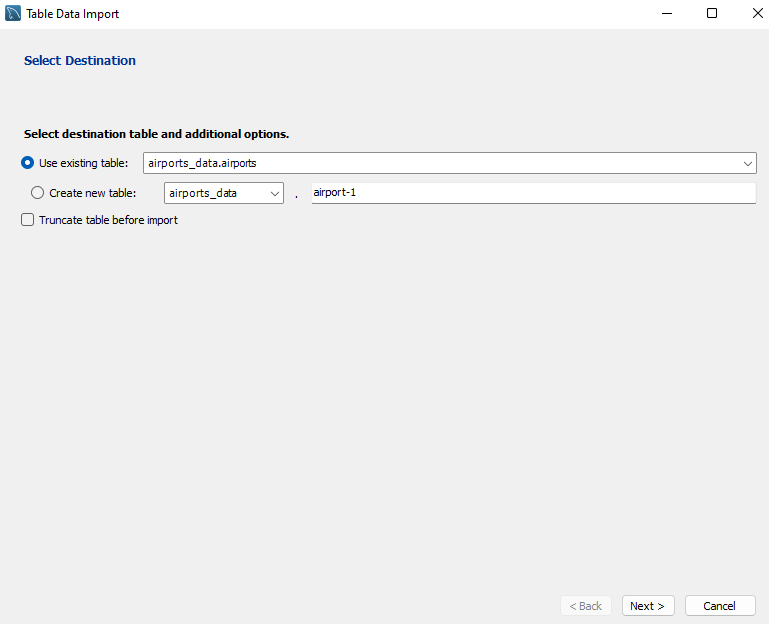 Table Data Import
Select Destination
Select destination table and additional options.
Use existing table: airports_data.airports
Create new table: airports_data . airport-1
Truncate table before import
< Back Next > Cancel